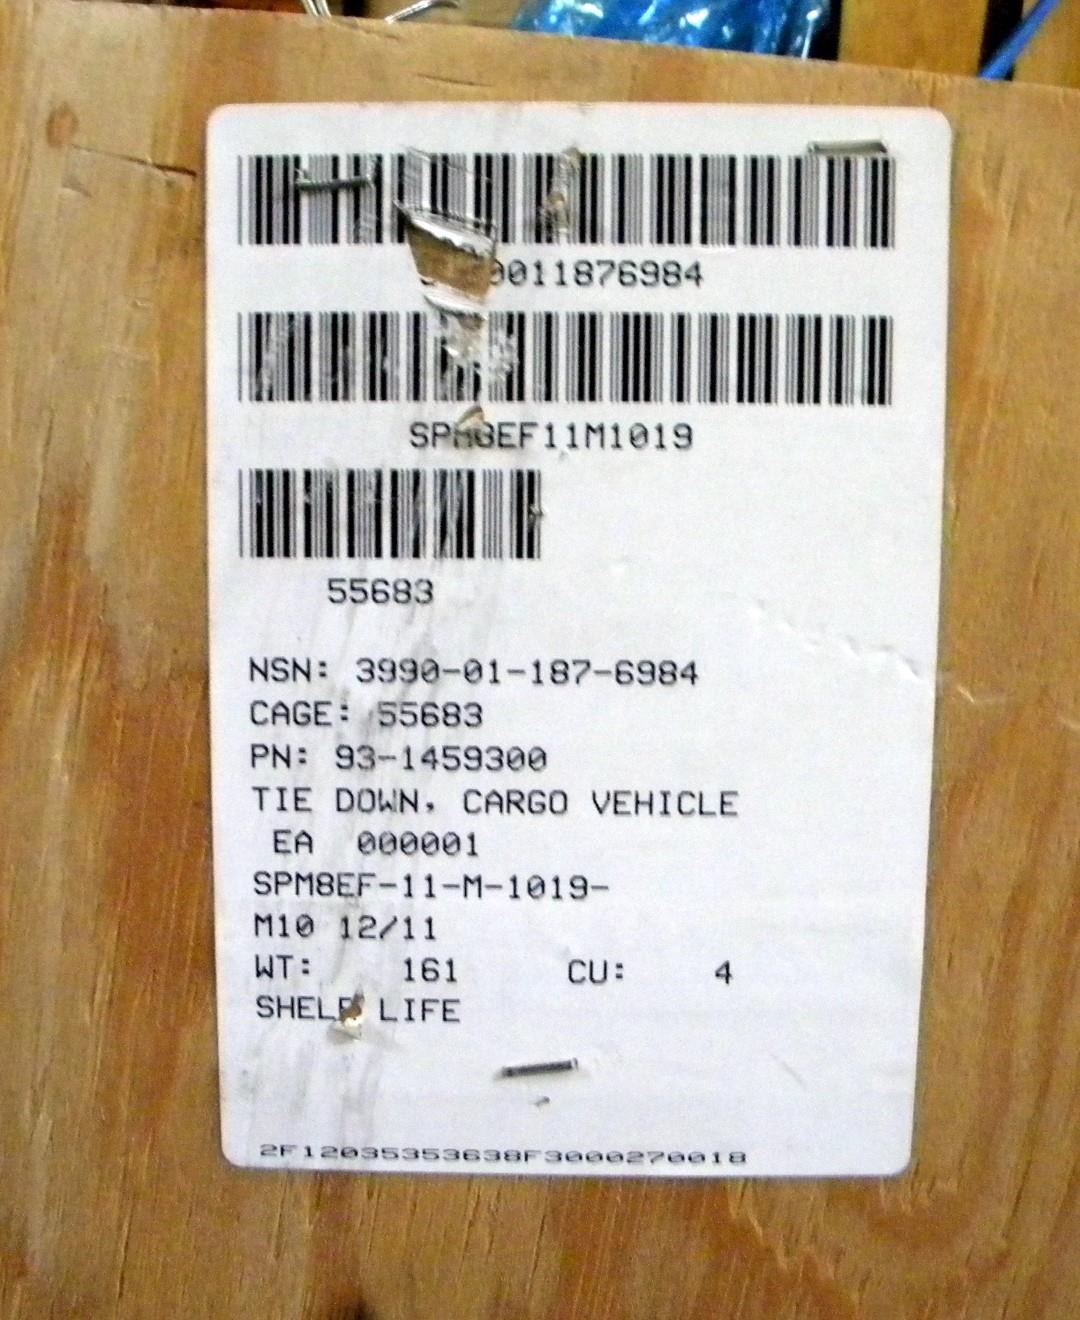 0011876984
SPM8EF11M1019
55683
NSN: 3990-01-187-6984
CAGE: 55683
PN: 93-1459300
TIE DOWN, CARGO VEHICLE
EA 000001
SPM8EF-11-M-1019-
M10 12/11
WT: 161 CU: 4
SHELF LIFE
2F12035353638F3000270018